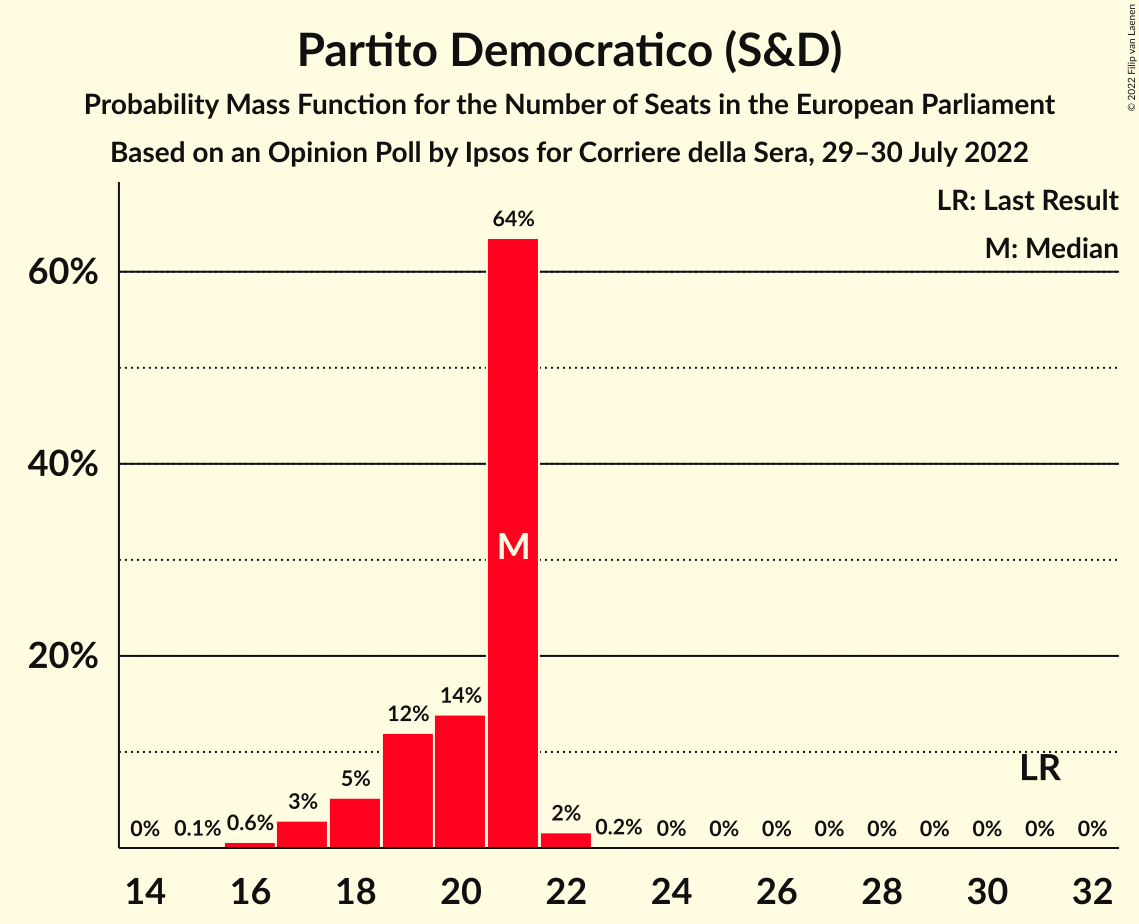 Partito Democratico (S&D)
Probability Mass Function for the Number of Seats in the European Parliament
Based on an Opinion Poll by Ipsos for Corriere della Sera, 29–30 July 2022
© 2022 Filip van Laenen
LR: Last Result
M: Median
60%
40%
20%
0% 0.1% 0.6% 3% 5% 12% 14% 64% 2% 0.2% 0% 0% 0% 0% 0% 0% 0% 0% 0%
M
LR
14 16 18 20 22 24 26 28 30 32